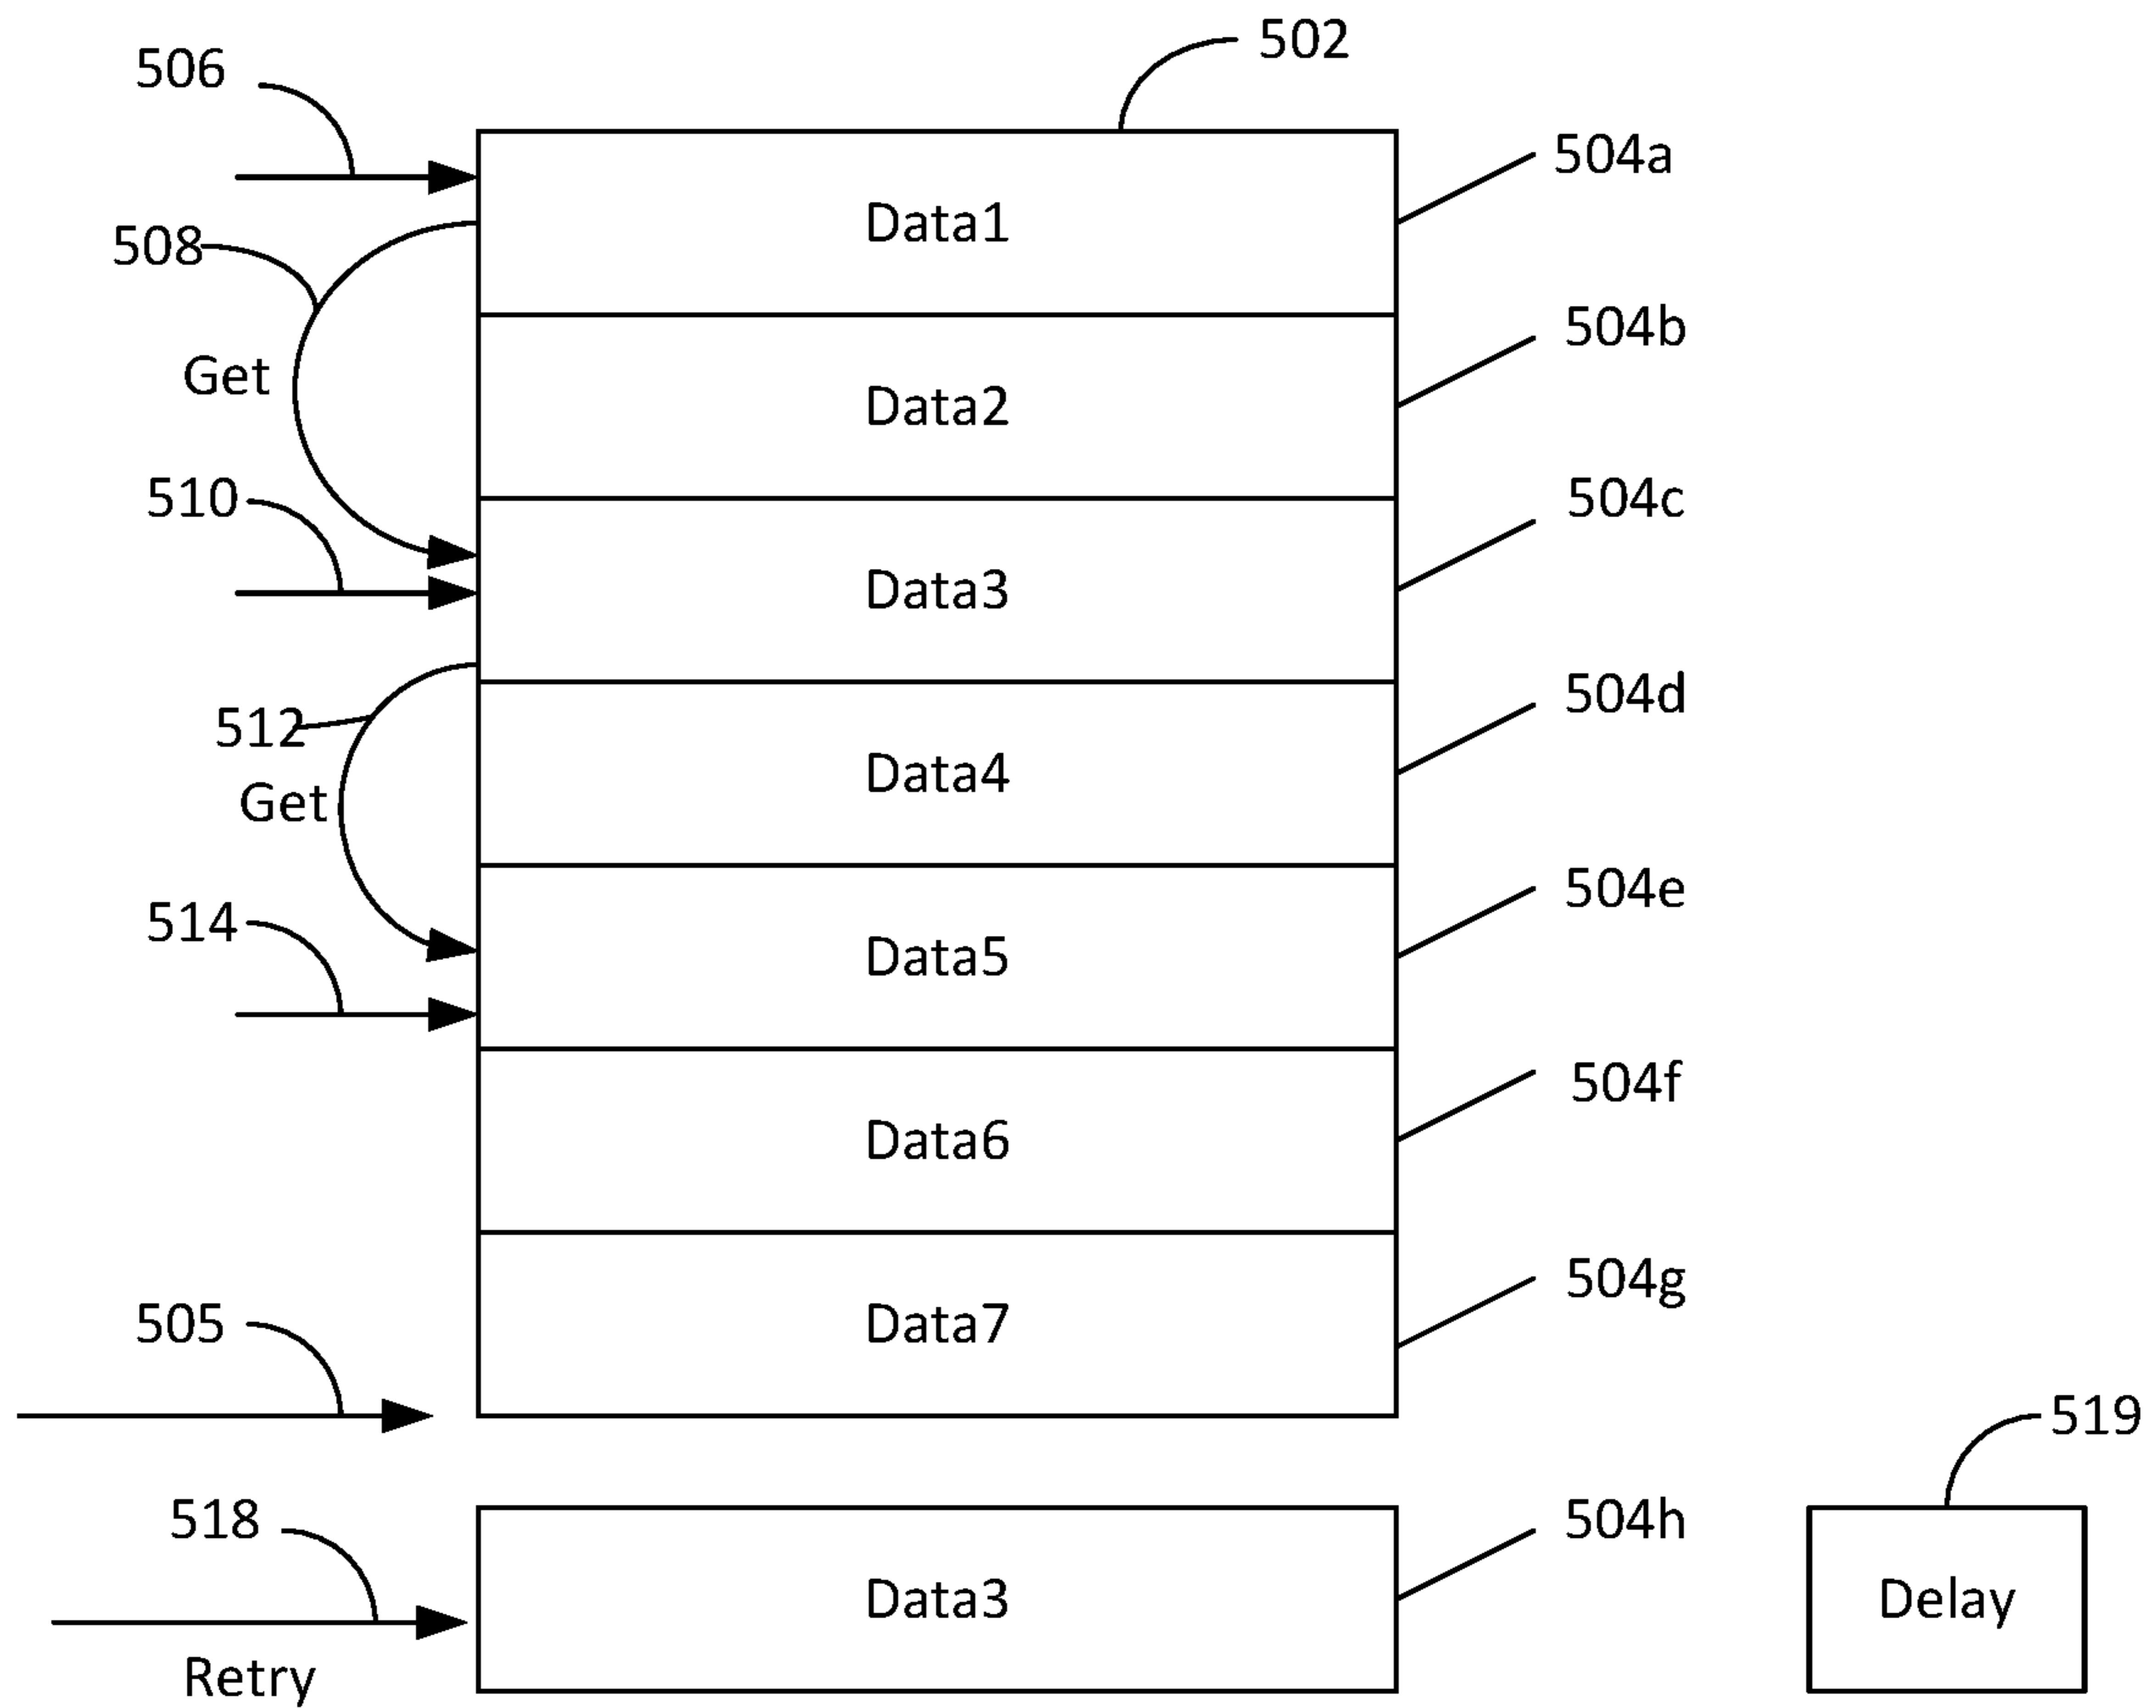 502
506
504a
Data1
508
504b
Get
Data2
510
504c
Data3
504d
512
Data4
Get
504e
514
Data5
504f
Data6
504g
505
Data7
519
518
504h
Data3
Delay
Retry